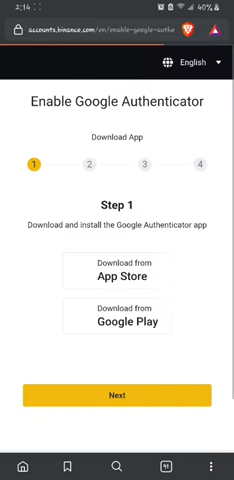 2:14
40%
accounts.binance.com/en/enable-google-authe
English
Enable Google Authenticator
Download App
1 2 3 4
Step 1
Download and install the Google Authenticator app
Download from
App Store
Download from
Google Play
Next